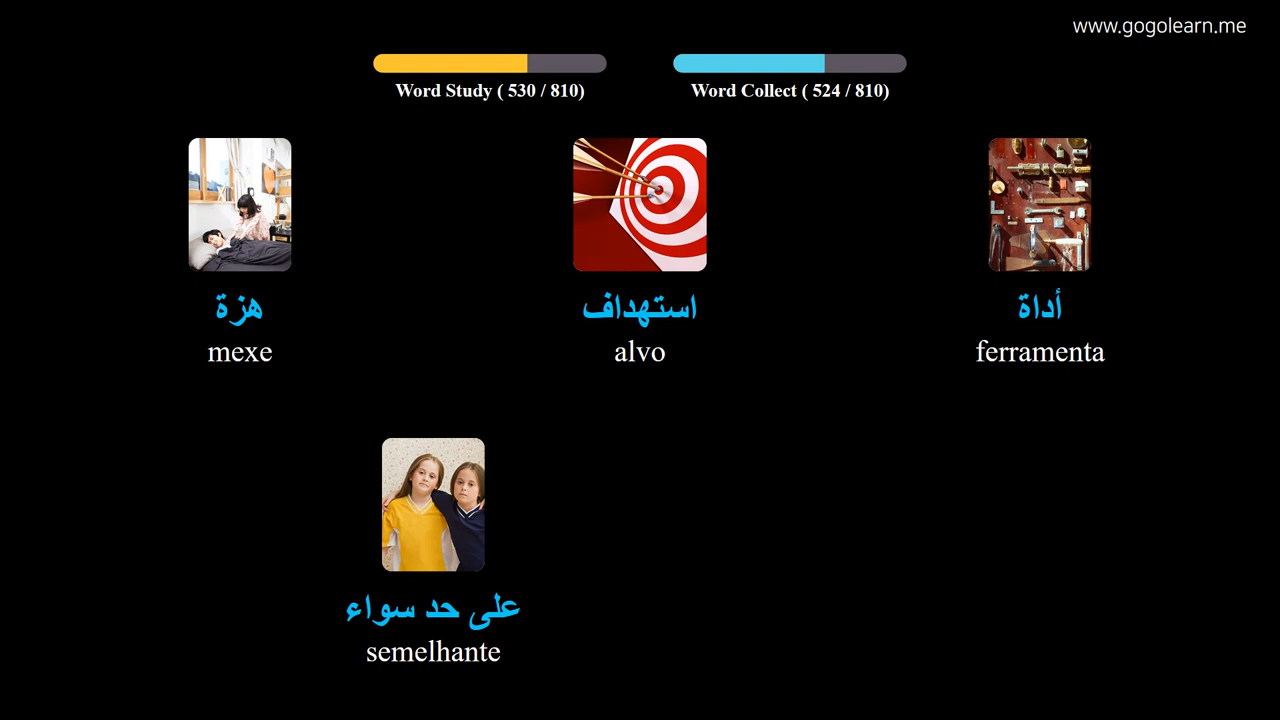 www.gogolearn.me
Word Study ( 530 / 810)
Word Collect ( 524 / 810)
هزة
mexe
استهداف
alvo
أداة
ferramenta
على حد سواء
semelhante